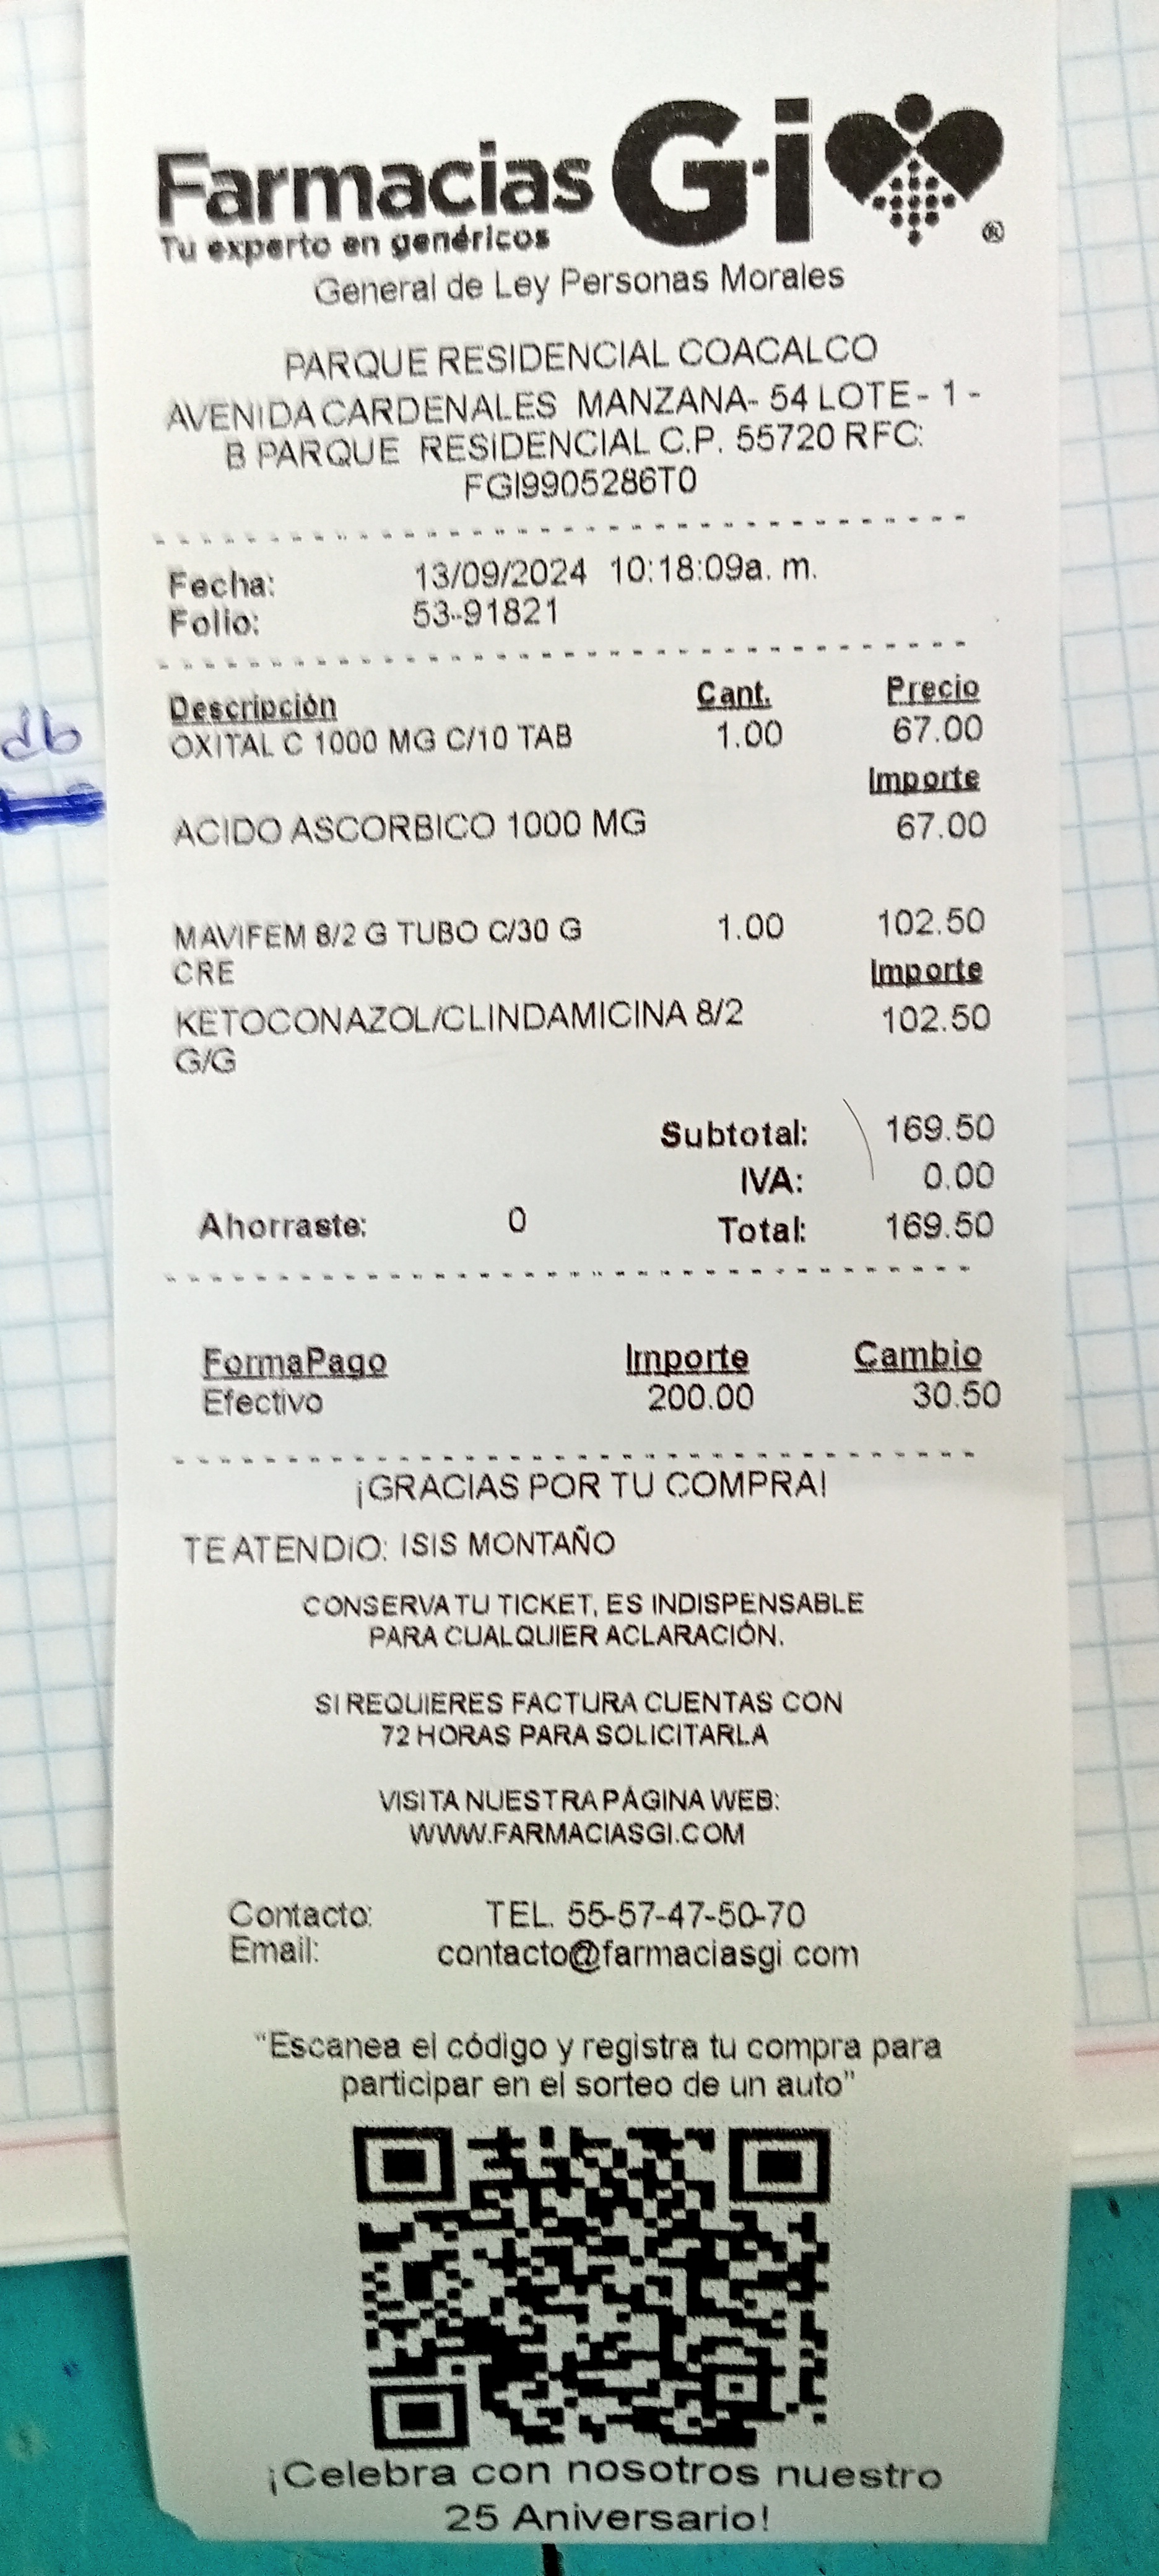 Farmacias G·i
Tu experto en genéricos
®
General de Ley Personas Morales
PARQUE RESIDENCIAL COACALCO
AVENIDA CARDENALES MANZANA- 54 LOTE- 1 -
B PARQUE RESIDENCIAL C.P. 55720 RFC:
FGI9905286T0
Fecha: 13/09/2024 10:18:09a. m.
Folio: 53-91821
Descripción Cant. Precio
OXITAL C 1000 MG C/10 TAB 1.00 67.00
Importe
ACIDO ASCORBICO 1000 MG 67.00
MAVIFEM 8/2 G TUBO C/30 G 1.00 102.50
CRE Importe
KETOCONAZOL/CLINDAMICINA 8/2 102.50
G/G
Subtotal: 169.50
IVA: 0.00
Ahorraste: 0 Total: 169.50
FormaPago Importe Cambio
Efectivo 200.00 30.50
¡GRACIAS POR TU COMPRA!
TE ATENDIO: ISIS MONTAÑO
CONSERVA TU TICKET, ES INDISPENSABLE
PARA CUALQUIER ACLARACIÓN.
SI REQUIERES FACTURA CUENTAS CON
72 HORAS PARA SOLICITARLA
VISITA NUESTRA PÁGINA WEB:
WWW.FARMACIASGI.COM
Contacto: TEL. 55-57-47-50-70
Email: contacto@farmaciasgi.com
"Escanea el código y registra tu compra para
participar en el sorteo de un auto"
¡Celebra con nosotros nuestro
25 Aniversario!